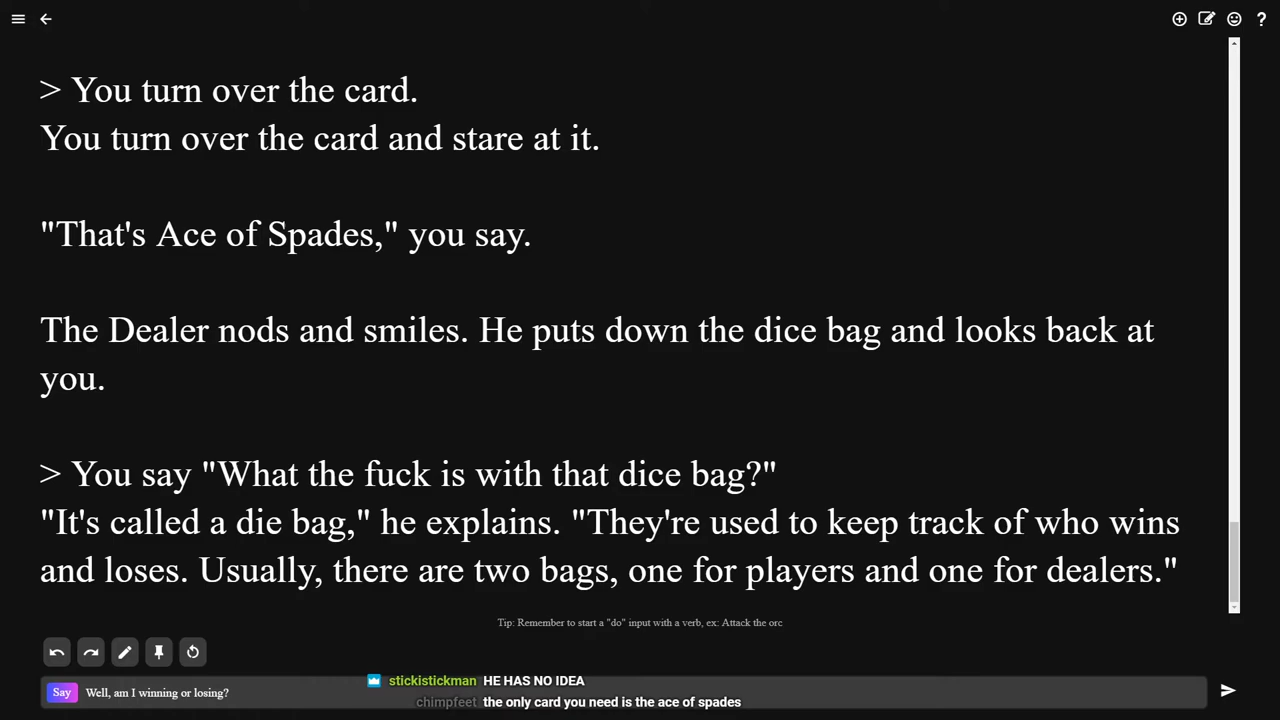 > You turn over the card.
You turn over the card and stare at it.
"That's Ace of Spades," you say.
The Dealer nods and smiles. He puts down the dice bag and looks back at
you.
> You say "What the fuck is with that dice bag?"
"It's called a die bag," he explains. "They're used to keep track of who wins
and loses. Usually, there are two bags, one for players and one for dealers."
Tip: Remember to start a "do" input with a verb, ex: Attack the orc
stickistickman HE HAS NO IDEA
Say Well, am I winning or losing?
chimpfeet the only card you need is the ace of spades